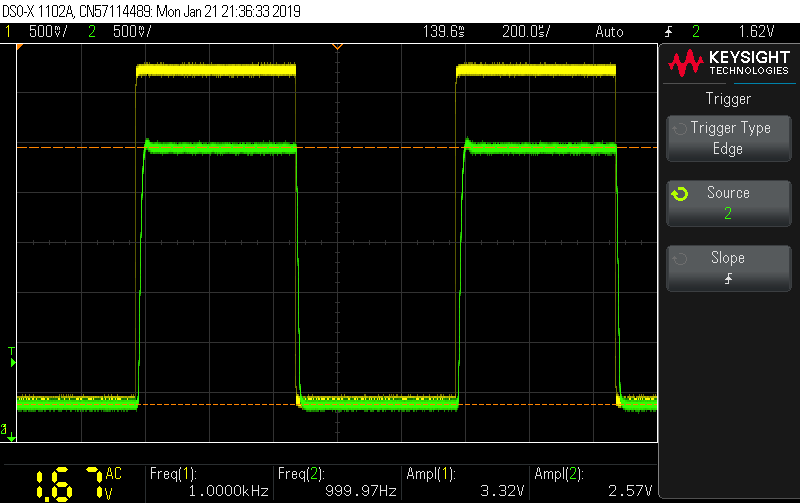 DSO-X 1102A, CN57114489: Mon Jan 21 21:36:33 2019
1 500㎷/ 2 500㎷/ 139.6㎲ 200.0㎲/ Auto 2 1.62V
KEYSIGHT
TECHNOLOGIES
Trigger
Trigger Type
Edge
Source
2
Slope
T
2
1.67 AC V
Freq(1):
1.0000kHz
Freq(2):
999.97Hz
Ampl(1):
3.32V
Ampl(2):
2.57V